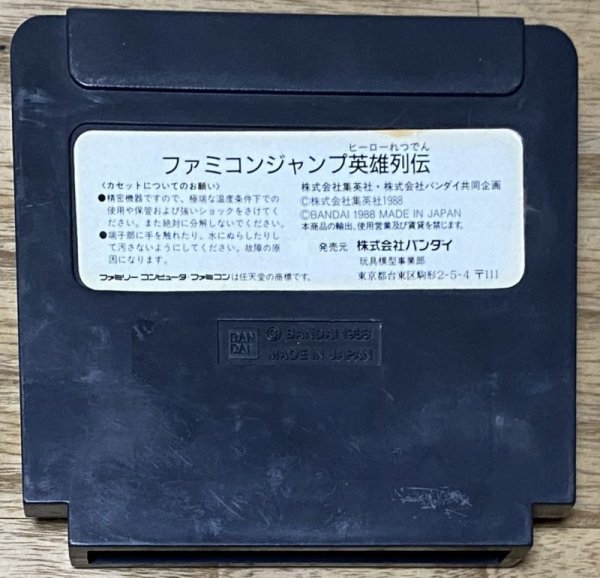 ヒーローれつでん
ファミコンジャンプ英雄列伝
〈カセットについてのお願い〉
●精密機器ですので、極端な温度条件下での
使用や保管および強いショックをさけてく
ださい。また絶対に分解しないでください。
●端子部に手を触れたり、水にぬらしたりし
て汚さないようにしてください。故障の原
因になります。
ファミリーコンピュータ・ファミコンは任天堂の商標です。
株式会社集英社・株式会社バンダイ共同企画
©株式会社集英社1988
©BANDAI 1988 MADE IN JAPAN
本商品の輸出、使用営業及び賃貸を禁じます。
発売元 株式会社バンダイ
玩具模型事業部
東京都台東区駒形2-5-4 〒111
BAN
DAI
© BANDAI 1988
MADE IN JAPAN